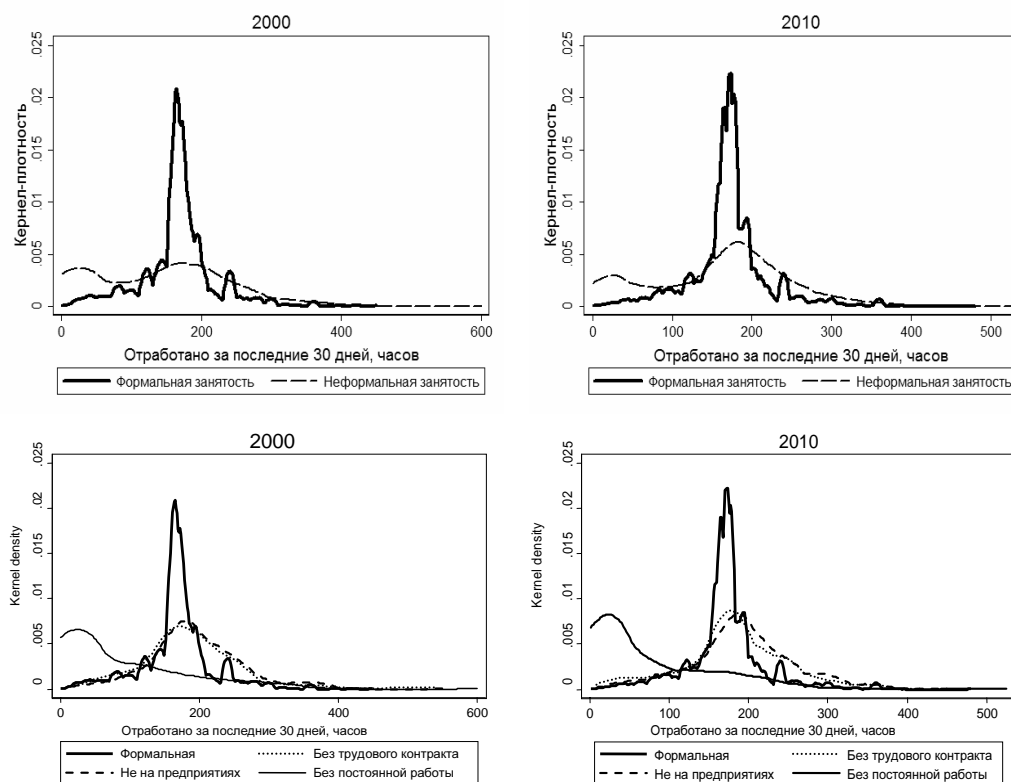 2000
Кернел-плотность
0 .005 .01 .015 .02 .025
0 200 400 600
Отработано за последние 30 дней, часов
Формальная занятость Неформальная занятость
2010
Кернел-плотность
0 .005 .01 .015 .02 .025
0 100 200 300 400 500
Отработано за последние 30 дней, часов
Формальная занятость Неформальная занятость
2000
Kernel density
0 .005 .01 .015 .02 .025
0 200 400 600
Отработано за последние 30 дней, часов
Формальная Без трудового контракта
Не на предприятиях Без постоянной работы
2010
Kernel density
0 .005 .01 .015 .02 .025
0 100 200 300 400 500
Отработано за последние 30 дней, часов
Формальная Без трудового контракта
Не на предприятиях Без постоянной работы